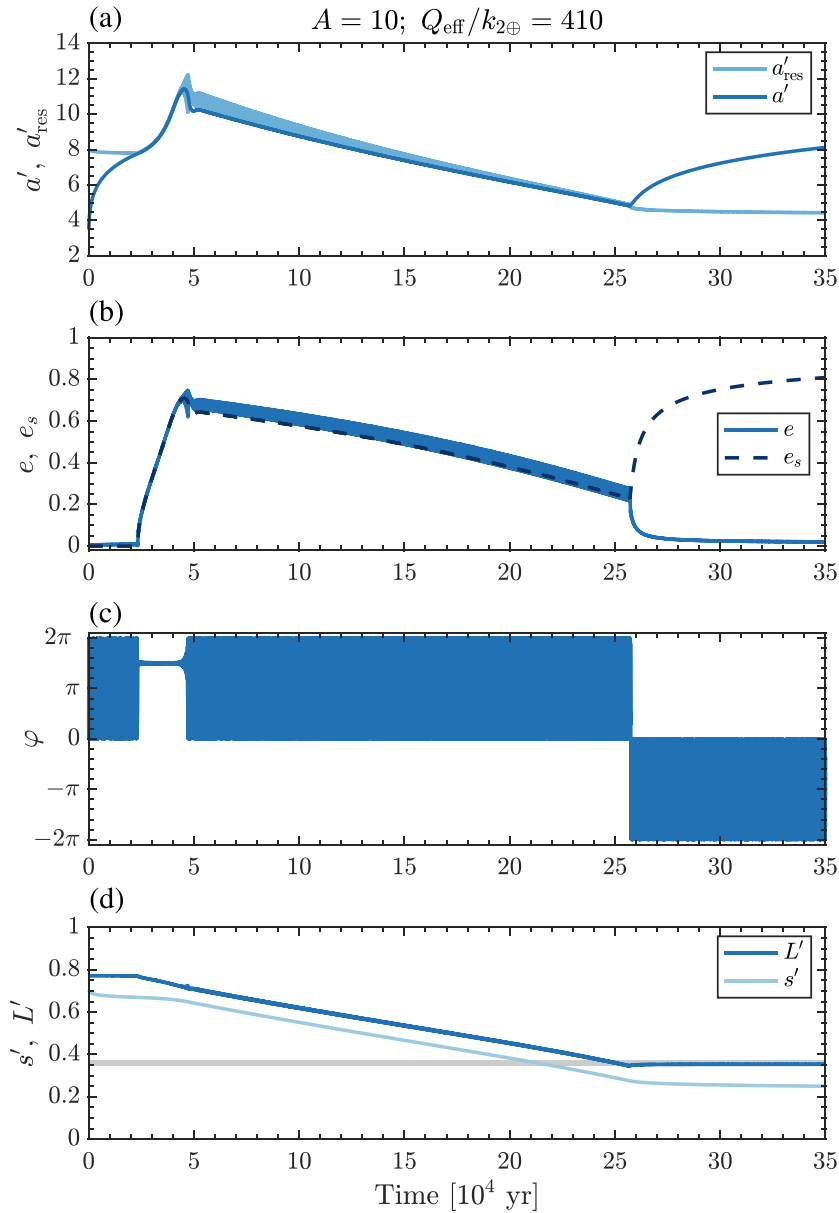 (a)
A = 10; Q_eff/k_2⊕ = 410
14
12
10
8
6
4
2
a′, a′_res
a′_res
a′
0 5 10 15 20 25 30 35
(b)
1
0.8
0.6
0.4
0.2
0
e, e_s
e
e_s
0 5 10 15 20 25 30 35
(c)
2π
π
0
−π
−2π
φ
0 5 10 15 20 25 30 35
(d)
1
0.8
0.6
0.4
0.2
0
s′, L′
L′
s′
0 5 10 15 20 25 30 35
Time [10⁴ yr]